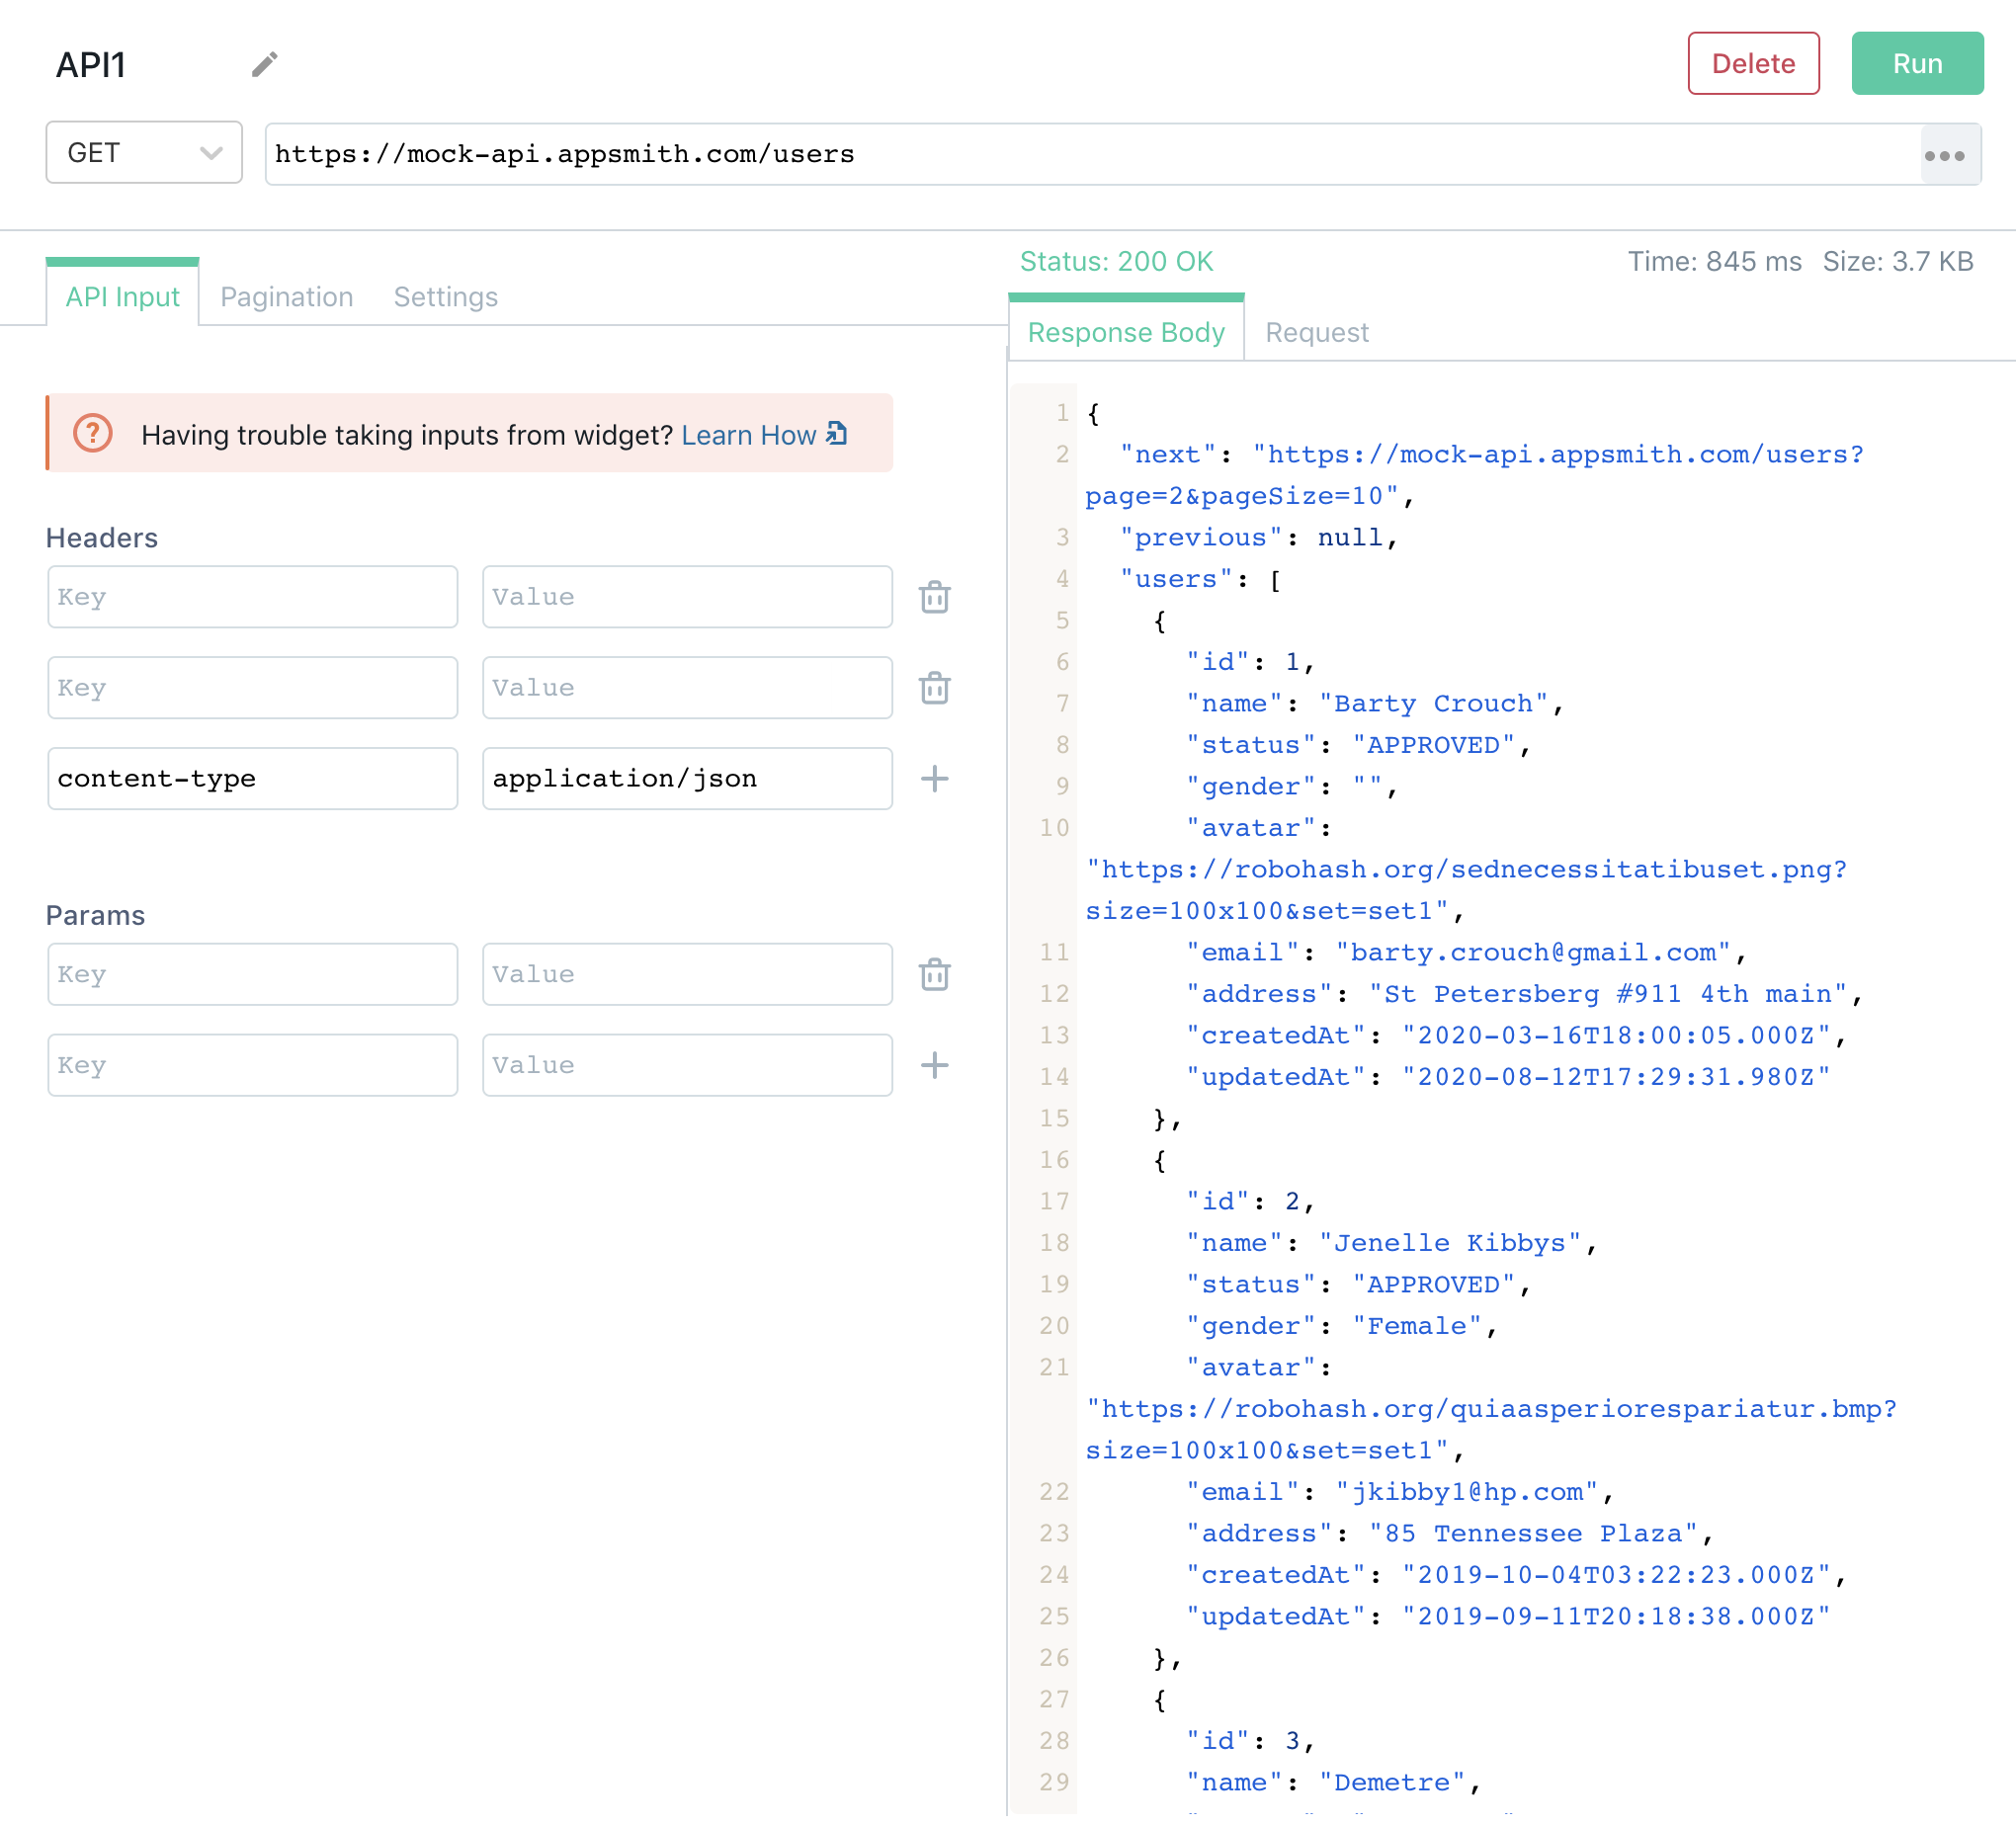 API1
Delete
Run
GET
https://mock-api.appsmith.com/users
API Input
Pagination
Settings
Having trouble taking inputs from widget? Learn How
Headers
Key
Value
Key
Value
content-type
application/json
Params
Key
Value
Key
Value
Status: 200 OK
Time: 845 ms
Size: 3.7 KB
Response Body
Request
1 {
2 "next": "https://mock-api.appsmith.com/users?
page=2&pageSize=10",
3 "previous": null,
4 "users": [
5 {
6 "id": 1,
7 "name": "Barty Crouch",
8 "status": "APPROVED",
9 "gender": "",
10 "avatar":
"https://robohash.org/sednecessitatibuset.png?
size=100x100&set=set1",
11 "email": "barty.crouch@gmail.com",
12 "address": "St Petersberg #911 4th main",
13 "createdAt": "2020-03-16T18:00:05.000Z",
14 "updatedAt": "2020-08-12T17:29:31.980Z"
15 },
16 {
17 "id": 2,
18 "name": "Jenelle Kibbys",
19 "status": "APPROVED",
20 "gender": "Female",
21 "avatar":
"https://robohash.org/quiaasperiorespariatur.bmp?
size=100x100&set=set1",
22 "email": "jkibby1@hp.com",
23 "address": "85 Tennessee Plaza",
24 "createdAt": "2019-10-04T03:22:23.000Z",
25 "updatedAt": "2019-09-11T20:18:38.000Z"
26 },
27 {
28 "id": 3,
29 "name": "Demetre",